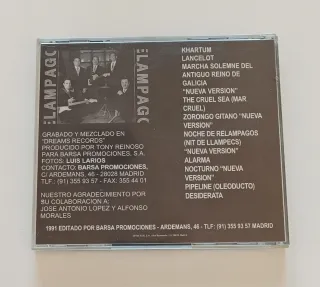 RELAMPAGO
RELAMPAGO
GRABADO Y MEZCLADO EN
"DREAMS RECORDS"
PRODUCIDO POR TONY REINOSO
PARA BARSA PROMOCIONES, S.A.
FOTOS: LUIS LARIOS
CONTACTO: BARSA PROMOCIONES,
C/ ARDEMANS, 46 - 28028 MADRID
TLF: (91) 355 93 57 - FAX: 355 44 01
NUESTRO AGRADECIMIENTO POR
SU COLABORACION A:
JOSE ANTONIO LOPEZ Y ALFONSO
MORALES
KHARTUM
LANCELOT
MARCHA SOLEMNE DEL
ANTIGUO REINO DE
GALICIA
"NUEVA VERSION"
THE CRUEL SEA (MAR
CRUEL)
ZORONGO GITANO "NUEVA
VERSION"
NOCHE DE RELAMPAGOS
(NIT DE LLAMPECS)
"NUEVA VERSION"
ALARMA
NOCTURNO "NUEVA
VERSION"
PIPELINE (OLEODUCTO)
DESIDERATA
1991 EDITADO POR BARSA PROMOCIONES - ARDEMANS, 46 - TLF: (91) 355 93 57 MADRID